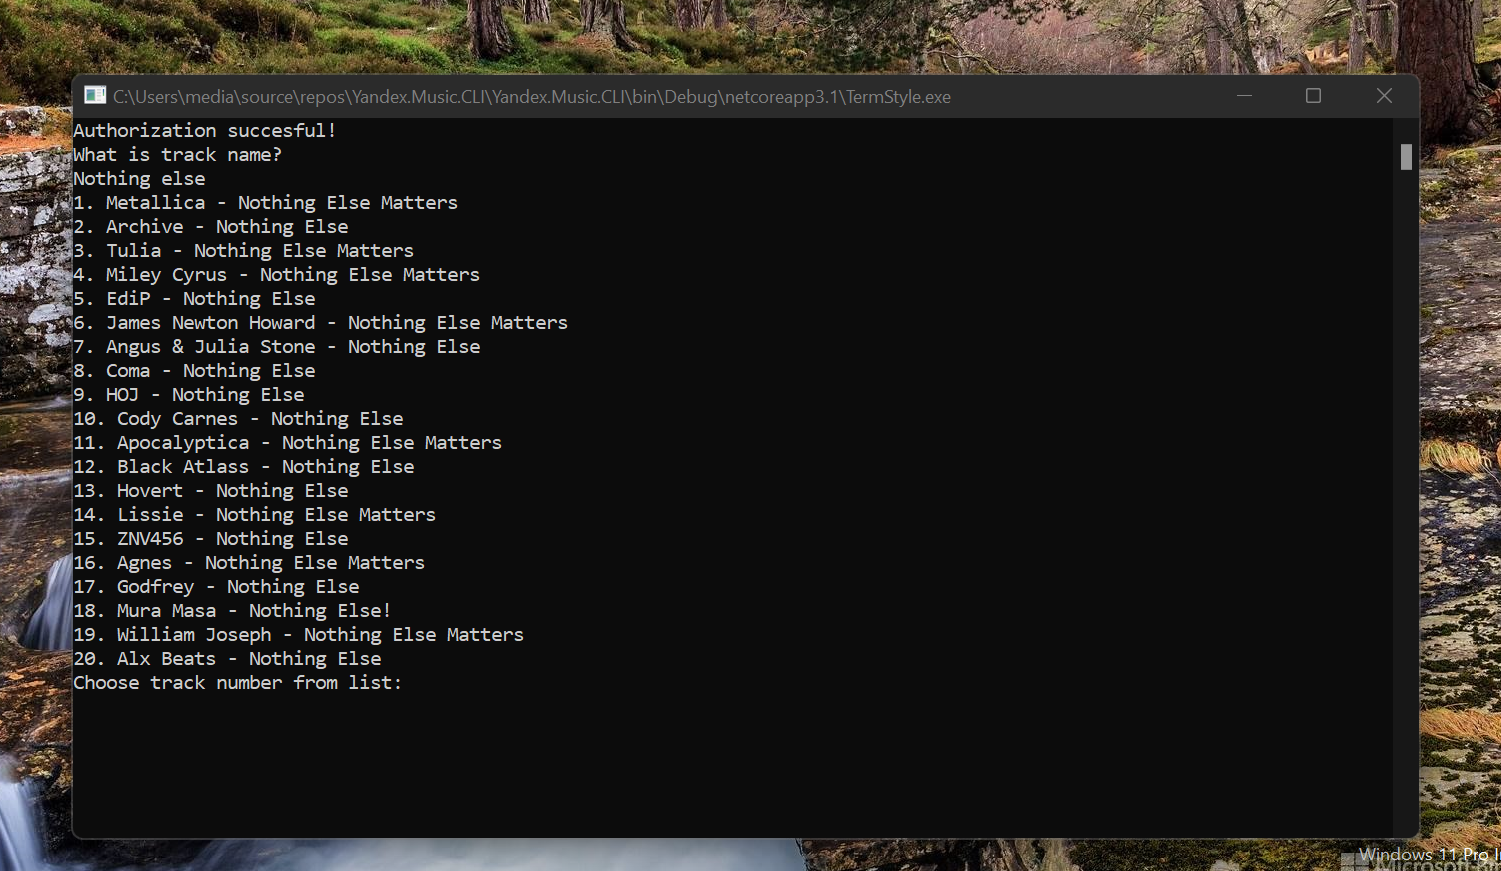 C:\Users\media\source\repos\Yandex.Music.CLI\Yandex.Music.CLI\bin\Debug\netcoreapp3.1\TermStyle.exe
Authorization succesful!
What is track name?
Nothing else
1. Metallica - Nothing Else Matters
2. Archive - Nothing Else
3. Tulia - Nothing Else Matters
4. Miley Cyrus - Nothing Else Matters
5. EdiP - Nothing Else
6. James Newton Howard - Nothing Else Matters
7. Angus & Julia Stone - Nothing Else
8. Coma - Nothing Else
9. HOJ - Nothing Else
10. Cody Carnes - Nothing Else
11. Apocalyptica - Nothing Else Matters
12. Black Atlass - Nothing Else
13. Hovert - Nothing Else
14. Lissie - Nothing Else Matters
15. ZNV456 - Nothing Else
16. Agnes - Nothing Else Matters
17. Godfrey - Nothing Else
18. Mura Masa - Nothing Else!
19. William Joseph - Nothing Else Matters
20. Alx Beats - Nothing Else
Choose track number from list:
Windows 11 Pro
Microsoft